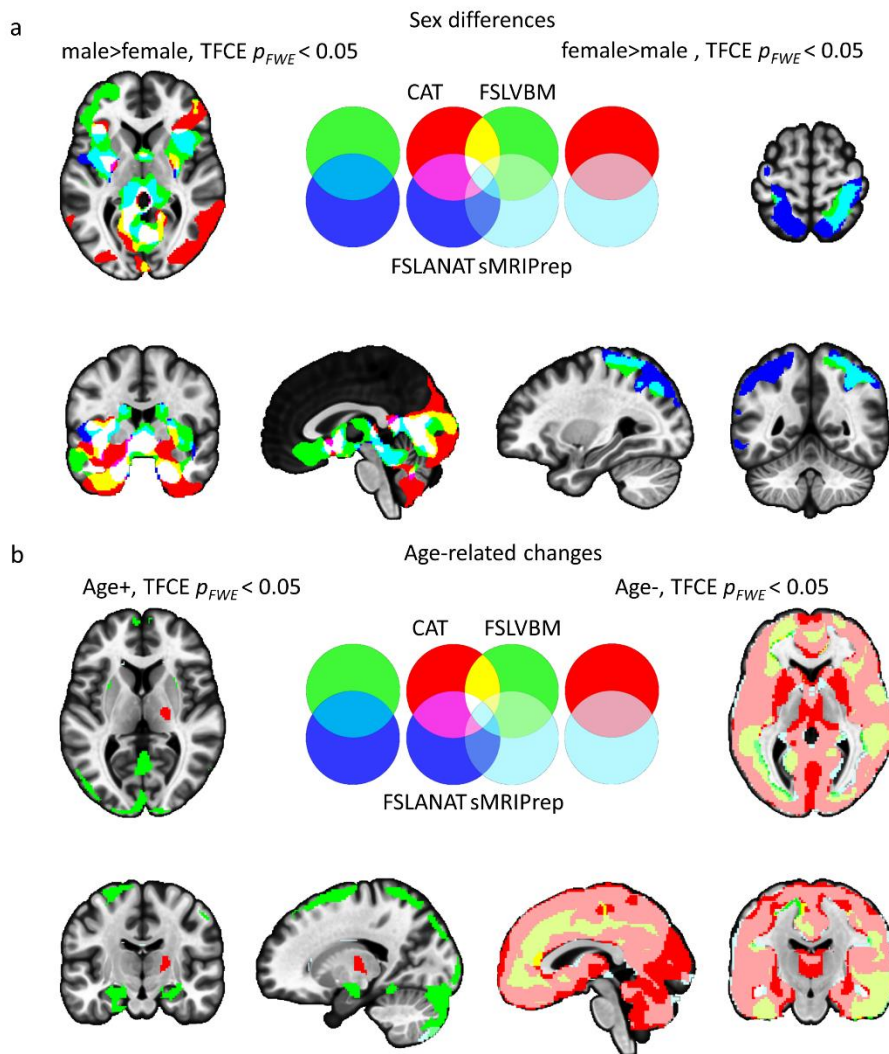 a
Sex differences
male>female, TFCE pFWE < 0.05
female>male , TFCE pFWE < 0.05
CAT FSLVBM
FSLANAT sMRIPrep
b
Age-related changes
Age+, TFCE pFWE < 0.05
Age-, TFCE pFWE < 0.05
CAT FSLVBM
FSLANAT sMRIPrep